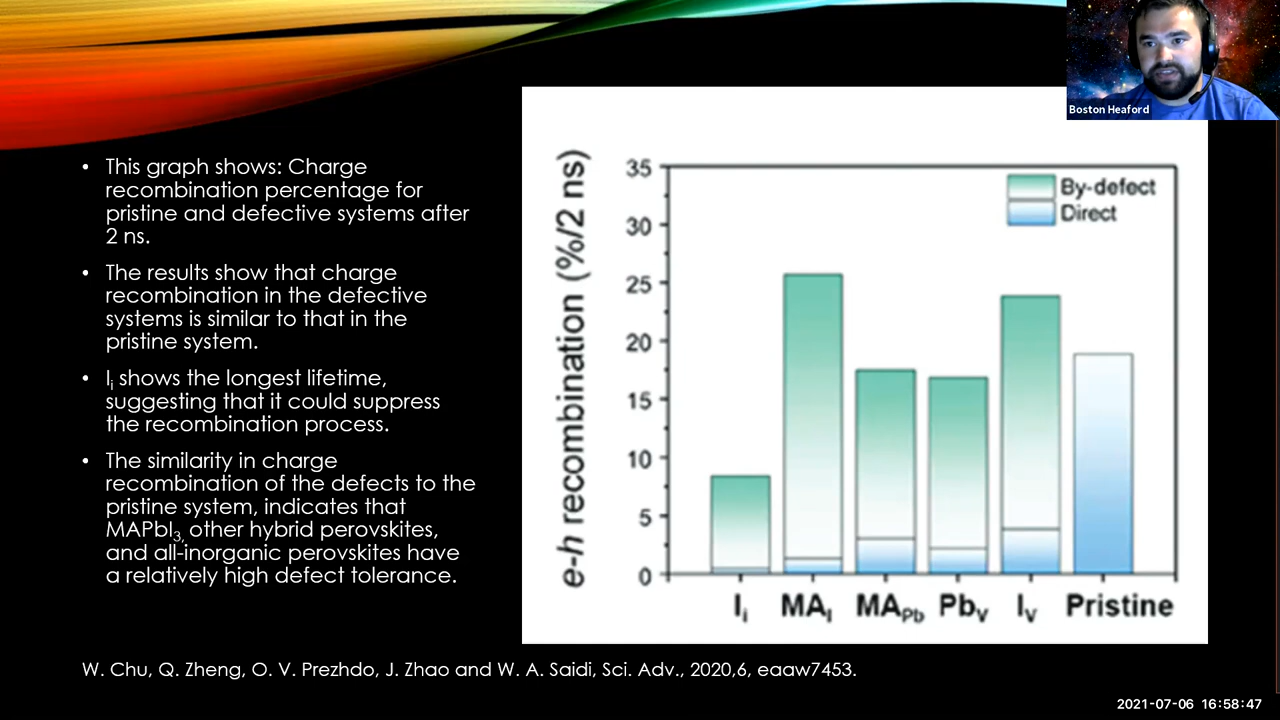 Boston Heaford
• This graph shows: Charge
recombination percentage for
pristine and defective systems after
2 ns.
• The results show that charge
recombination in the defective
systems is similar to that in the
pristine system.
• Iᵢ shows the longest lifetime,
suggesting that it could suppress
the recombination process.
• The similarity in charge
recombination of the defects to the
pristine system, indicates that
MAPbI₃, other hybrid perovskites,
and all-inorganic perovskites have
a relatively high defect tolerance.
e-h recombination (%/2 ns)
35
30
25
20
15
10
5
0
By-defect
Direct
Iᵢ MA_I MA_Pb Pb_V I_V Pristine
W. Chu, Q. Zheng, O. V. Prezhdo, J. Zhao and W. A. Saidi, Sci. Adv., 2020,6, eaaw7453.
2021-07-06 16:58:47